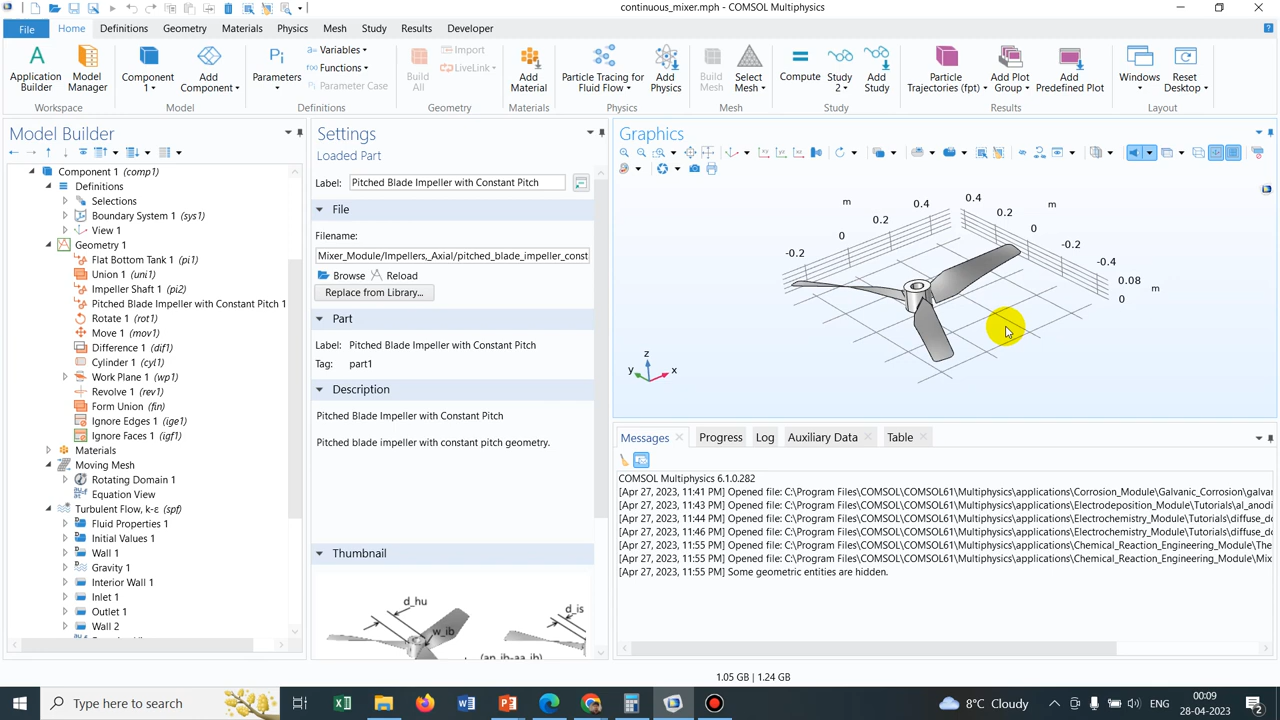 continuous_mixer.mph - COMSOL Multiphysics
File Home Definitions Geometry Materials Physics Mesh Study Results Developer
Application Builder
Model Manager
Workspace
Component 1
Add Component
Model
Parameters
Variables
Functions
Parameter Case
Definitions
Build All
Import
LiveLink
Geometry
Add Material
Materials
Particle Tracing for Fluid Flow
Add Physics
Physics
Build Mesh
Select Mesh
Mesh
Compute
Study 2
Add Study
Study
Particle Trajectories (fpt)
Add Plot Group
Add Predefined Plot
Results
Windows
Reset Desktop
Layout
Model Builder
Component 1 (comp1)
Definitions
Selections
Boundary System 1 (sys1)
View 1
Geometry 1
Flat Bottom Tank 1 (pi1)
Union 1 (uni1)
Impeller Shaft 1 (pi2)
Pitched Blade Impeller with Constant Pitch 1
Rotate 1 (rot1)
Move 1 (mov1)
Difference 1 (dif1)
Cylinder 1 (cyl1)
Work Plane 1 (wp1)
Revolve 1 (rev1)
Form Union (fin)
Ignore Edges 1 (ige1)
Ignore Faces 1 (igf1)
Materials
Moving Mesh
Rotating Domain 1
Equation View
Turbulent Flow, k-ε (spf)
Fluid Properties 1
Initial Values 1
Wall 1
Gravity 1
Interior Wall 1
Inlet 1
Outlet 1
Wall 2
Settings
Loaded Part
Label: Pitched Blade Impeller with Constant Pitch
File
Filename:
Mixer_Module/Impellers,_Axial/pitched_blade_impeller_const
Browse Reload
Replace from Library...
Part
Label: Pitched Blade Impeller with Constant Pitch
Tag: part1
Description
Pitched Blade Impeller with Constant Pitch
Pitched blade impeller with constant pitch geometry.
Thumbnail
d_hu
w_ib
d_is
(an_ib-aa_ib)
Graphics
m 0.4 0.4 m
0.2 0.2
0 0
-0.2 -0.2
-0.4
0.08 m
0
z
y x
Messages Progress Log Auxiliary Data Table
COMSOL Multiphysics 6.1.0.282
[Apr 27, 2023, 11:41 PM] Opened file: C:\Program Files\COMSOL\COMSOL61\Multiphysics\applications\Corrosion_Module\Galvanic_Corrosion\galva
[Apr 27, 2023, 11:43 PM] Opened file: C:\Program Files\COMSOL\COMSOL61\Multiphysics\applications\Electrodeposition_Module\Tutorials\al_anodi
[Apr 27, 2023, 11:44 PM] Opened file: C:\Program Files\COMSOL\COMSOL61\Multiphysics\applications\Electrochemistry_Module\Tutorials\diffuse_do
[Apr 27, 2023, 11:46 PM] Opened file: C:\Program Files\COMSOL\COMSOL61\Multiphysics\applications\Electrochemistry_Module\Tutorials\diffuse_do
[Apr 27, 2023, 11:55 PM] Opened file: C:\Program Files\COMSOL\COMSOL61\Multiphysics\applications\Chemical_Reaction_Engineering_Module\The
[Apr 27, 2023, 11:55 PM] Opened file: C:\Program Files\COMSOL\COMSOL61\Multiphysics\applications\Chemical_Reaction_Engineering_Module\Mix
[Apr 27, 2023, 11:55 PM] Some geometric entities are hidden.
1.05 GB | 1.24 GB
Type here to search
8°C Cloudy
ENG
00:09
28-04-2023